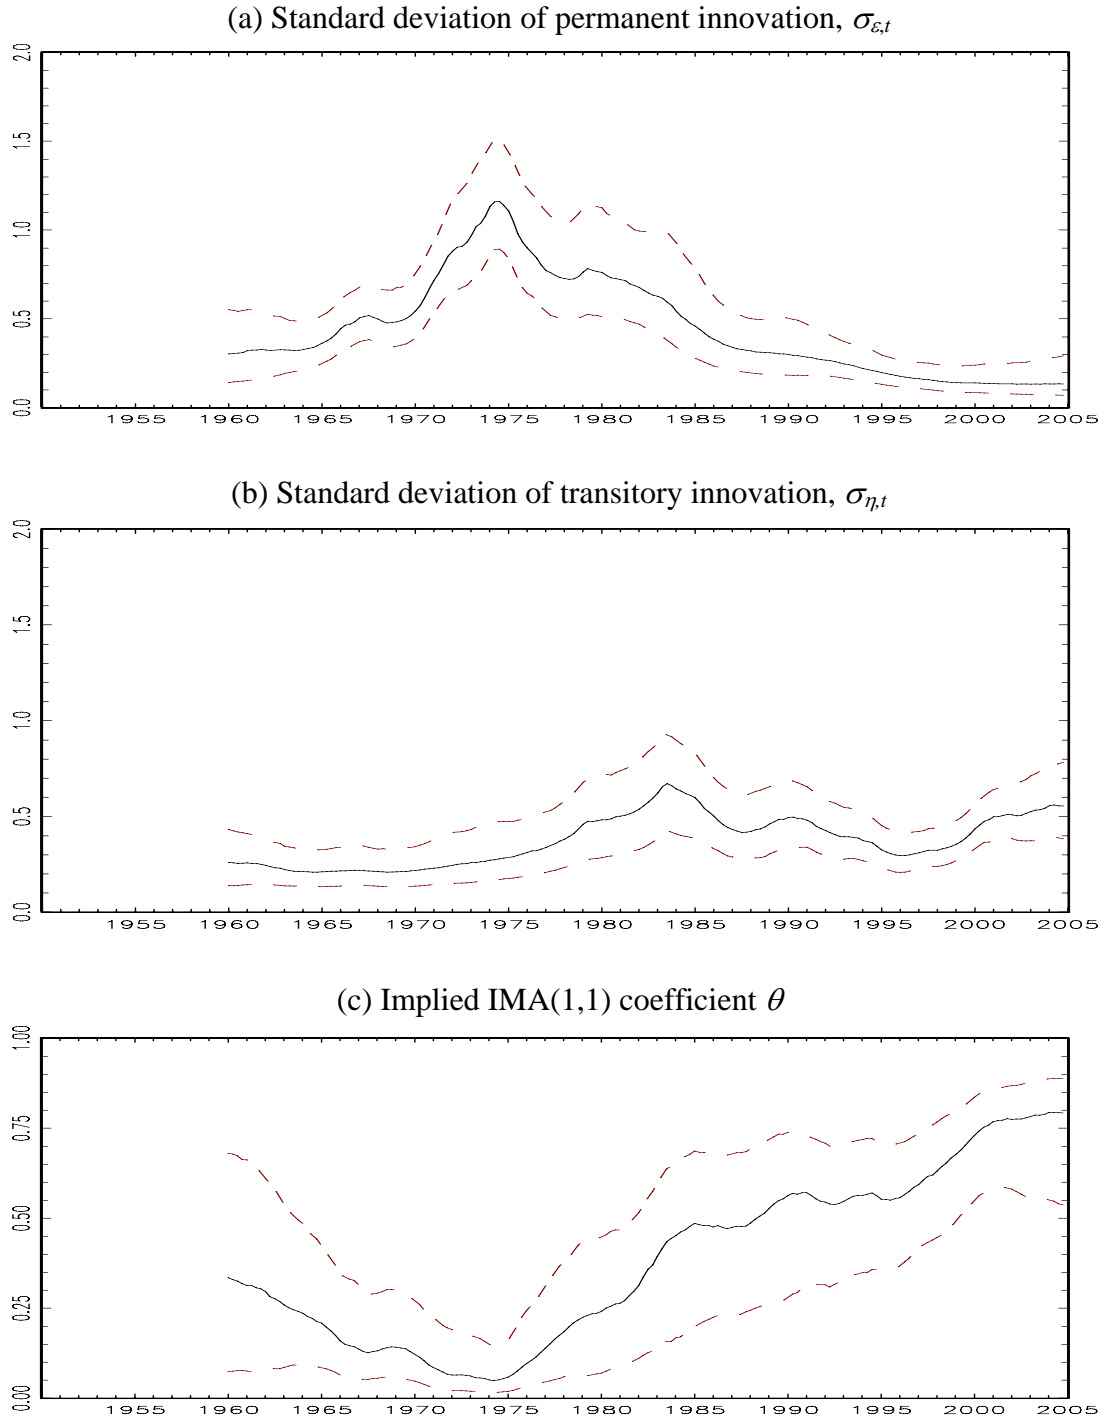 (a) Standard deviation of permanent innovation, σε,t
2.0
1.5
1.0
0.5
0.0
1955 1960 1965 1970 1975 1980 1985 1990 1995 2000 2005
(b) Standard deviation of transitory innovation, ση,t
2.0
1.5
1.0
0.5
0.0
1955 1960 1965 1970 1975 1980 1985 1990 1995 2000 2005
(c) Implied IMA(1,1) coefficient θ
1.00
0.75
0.50
0.25
0.00
1955 1960 1965 1970 1975 1980 1985 1990 1995 2000 2005